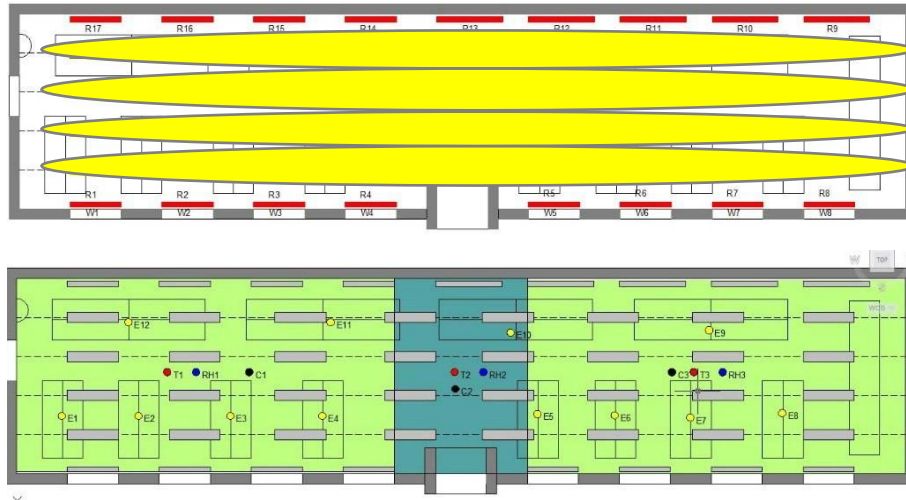 R17 R16 R15 R14 R13 R12 R11 R10 R9
R1 R2 R3 R4 R5 R6 R7 R8
W1 W2 W3 W4 W5 W6 W7 W8
W TOP
E12 E11 E10 E9
T1 RH1 C1 T2 RH2 C3 T3 RH3
C2
E1 E2 E3 E4 E5 E6 E7 E8